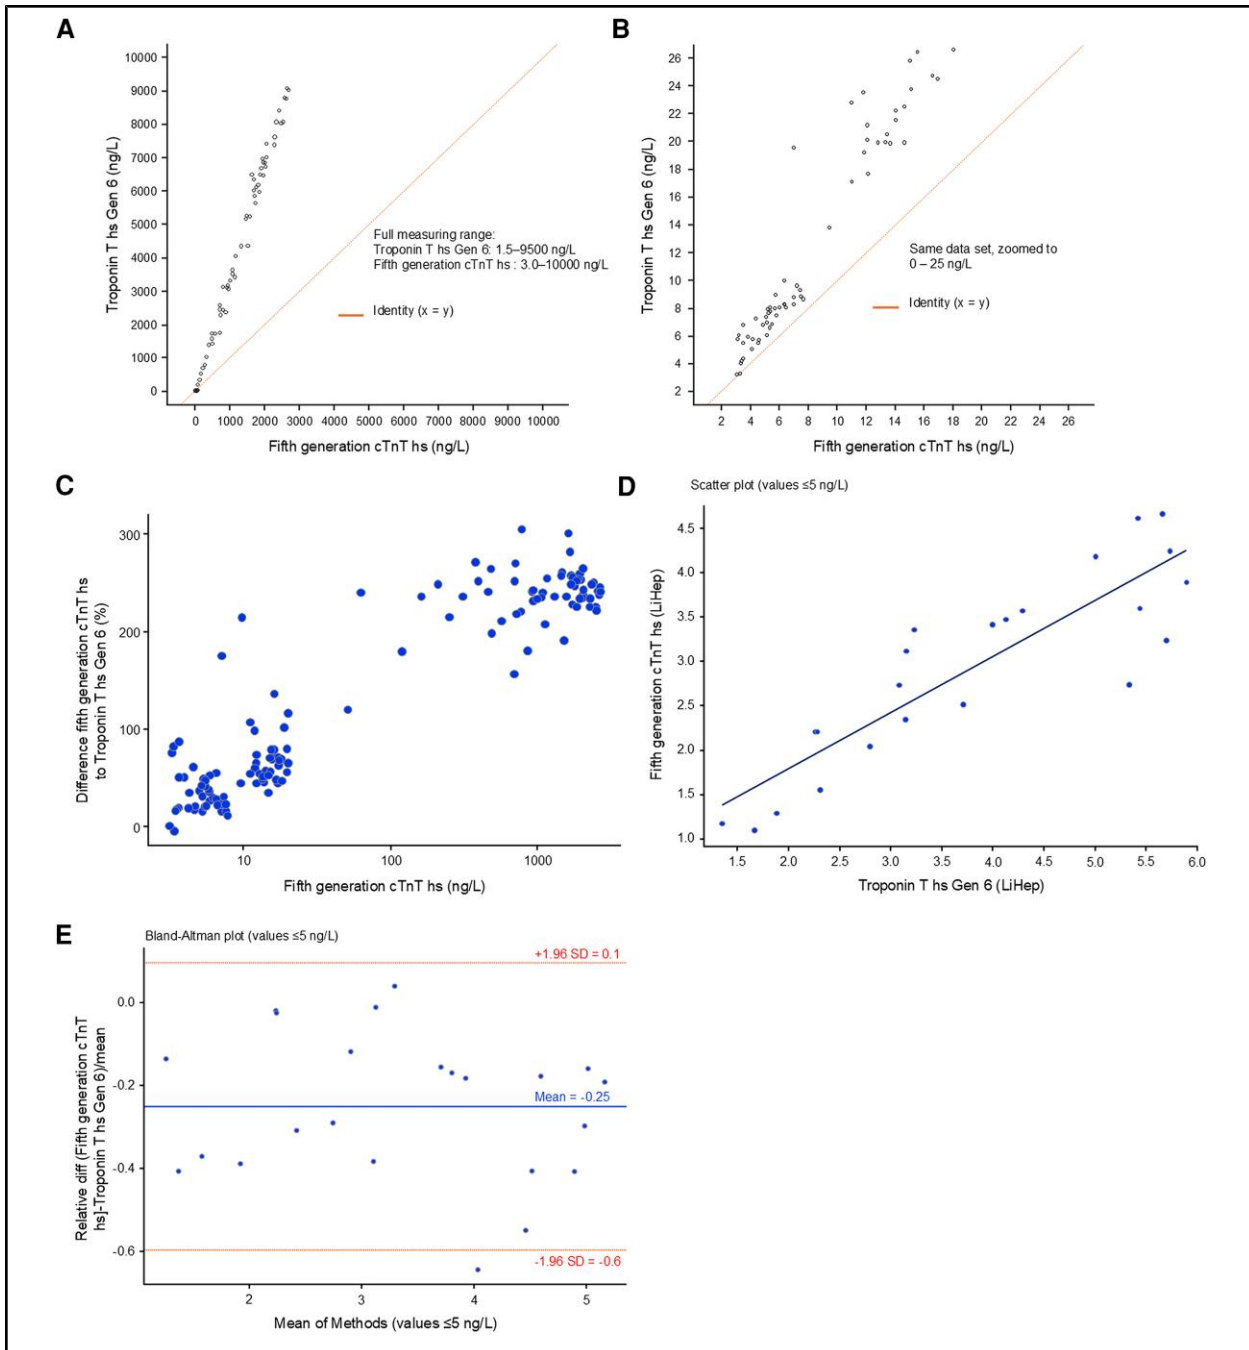 A
10000
9000
8000
7000
6000
5000
4000
3000
2000
1000
0
Troponin T hs Gen 6 (ng/L)
Full measuring range:
Troponin T hs Gen 6: 1.5–9500 ng/L
Fifth generation cTnT hs : 3.0–10000 ng/L
Identity (x = y)
0 1000 2000 3000 4000 5000 6000 7000 8000 9000 10000
Fifth generation cTnT hs (ng/L)
B
26
24
22
20
18
16
14
12
10
8
6
4
2
Troponin T hs Gen 6 (ng/L)
Same data set, zoomed to
0 – 25 ng/L
Identity (x = y)
2 4 6 8 10 12 14 16 18 20 22 24 26
Fifth generation cTnT hs (ng/L)
C
300
200
100
0
Difference fifth generation cTnT hs
to Troponin T hs Gen 6 (%)
10 100 1000
Fifth generation cTnT hs (ng/L)
D
Scatter plot (values ≤5 ng/L)
4.5
4.0
3.5
3.0
2.5
2.0
1.5
1.0
Fifth generation cTnT hs (LiHep)
1.5 2.0 2.5 3.0 3.5 4.0 4.5 5.0 5.5 6.0
Troponin T hs Gen 6 (LiHep)
E
Bland-Altman plot (values ≤5 ng/L)
+1.96 SD = 0.1
0.0
-0.2
Mean = -0.25
-0.4
-0.6
-1.96 SD = -0.6
Relative diff (Fifth generation cTnT
hs]-Troponin T hs Gen 6)/mean
2 3 4 5
Mean of Methods (values ≤5 ng/L)